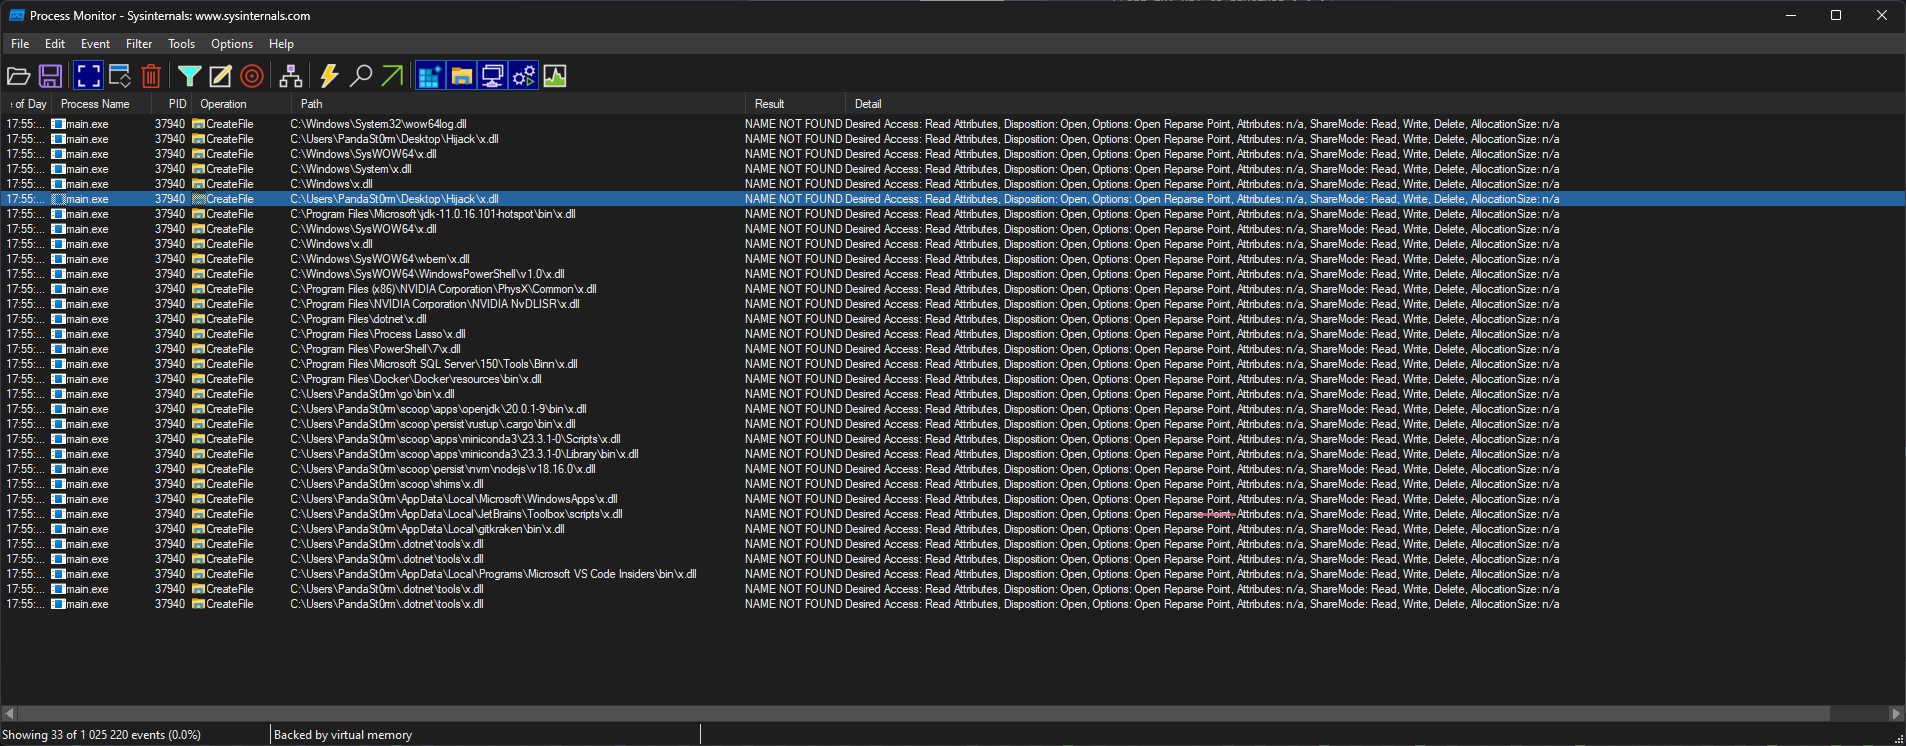 Process Monitor - Sysinternals: www.sysinternals.com
File Edit Event Filter Tools Options Help
of Day Process Name PID Operation Path Result Detail
17:55:... main.exe 37940 CreateFile C:\Windows\System32\wow64log.dll NAME NOT FOUND Desired Access: Read Attributes, Disposition: Open, Options: Open Reparse Point, Attributes: n/a, ShareMode: Read, Write, Delete, AllocationSize: n/a
17:55:... main.exe 37940 CreateFile C:\Users\PandaSt0rm\Desktop\Hijack\x.dll NAME NOT FOUND Desired Access: Read Attributes, Disposition: Open, Options: Open Reparse Point, Attributes: n/a, ShareMode: Read, Write, Delete, AllocationSize: n/a
17:55:... main.exe 37940 CreateFile C:\Windows\SysWOW64\x.dll NAME NOT FOUND Desired Access: Read Attributes, Disposition: Open, Options: Open Reparse Point, Attributes: n/a, ShareMode: Read, Write, Delete, AllocationSize: n/a
17:55:... main.exe 37940 CreateFile C:\Windows\System\x.dll NAME NOT FOUND Desired Access: Read Attributes, Disposition: Open, Options: Open Reparse Point, Attributes: n/a, ShareMode: Read, Write, Delete, AllocationSize: n/a
17:55:... main.exe 37940 CreateFile C:\Windows\x.dll NAME NOT FOUND Desired Access: Read Attributes, Disposition: Open, Options: Open Reparse Point, Attributes: n/a, ShareMode: Read, Write, Delete, AllocationSize: n/a
17:55:... main.exe 37940 CreateFile C:\Users\PandaSt0rm\Desktop\Hijack\x.dll NAME NOT FOUND Desired Access: Read Attributes, Disposition: Open, Options: Open Reparse Point, Attributes: n/a, ShareMode: Read, Write, Delete, AllocationSize: n/a
17:55:... main.exe 37940 CreateFile C:\Program Files\Microsoft\jdk-11.0.16.101-hotspot\bin\x.dll NAME NOT FOUND Desired Access: Read Attributes, Disposition: Open, Options: Open Reparse Point, Attributes: n/a, ShareMode: Read, Write, Delete, AllocationSize: n/a
17:55:... main.exe 37940 CreateFile C:\Windows\SysWOW64\x.dll NAME NOT FOUND Desired Access: Read Attributes, Disposition: Open, Options: Open Reparse Point, Attributes: n/a, ShareMode: Read, Write, Delete, AllocationSize: n/a
17:55:... main.exe 37940 CreateFile C:\Windows\x.dll NAME NOT FOUND Desired Access: Read Attributes, Disposition: Open, Options: Open Reparse Point, Attributes: n/a, ShareMode: Read, Write, Delete, AllocationSize: n/a
17:55:... main.exe 37940 CreateFile C:\Windows\SysWOW64\wbem\x.dll NAME NOT FOUND Desired Access: Read Attributes, Disposition: Open, Options: Open Reparse Point, Attributes: n/a, ShareMode: Read, Write, Delete, AllocationSize: n/a
17:55:... main.exe 37940 CreateFile C:\Windows\SysWOW64\WindowsPowerShell\v1.0\x.dll NAME NOT FOUND Desired Access: Read Attributes, Disposition: Open, Options: Open Reparse Point, Attributes: n/a, ShareMode: Read, Write, Delete, AllocationSize: n/a
17:55:... main.exe 37940 CreateFile C:\Program Files (x86)\NVIDIA Corporation\PhysX\Common\x.dll NAME NOT FOUND Desired Access: Read Attributes, Disposition: Open, Options: Open Reparse Point, Attributes: n/a, ShareMode: Read, Write, Delete, AllocationSize: n/a
17:55:... main.exe 37940 CreateFile C:\Program Files\NVIDIA Corporation\NVIDIA NvDLISR\x.dll NAME NOT FOUND Desired Access: Read Attributes, Disposition: Open, Options: Open Reparse Point, Attributes: n/a, ShareMode: Read, Write, Delete, AllocationSize: n/a
17:55:... main.exe 37940 CreateFile C:\Program Files\dotnet\x.dll NAME NOT FOUND Desired Access: Read Attributes, Disposition: Open, Options: Open Reparse Point, Attributes: n/a, ShareMode: Read, Write, Delete, AllocationSize: n/a
17:55:... main.exe 37940 CreateFile C:\Program Files\Process Lasso\x.dll NAME NOT FOUND Desired Access: Read Attributes, Disposition: Open, Options: Open Reparse Point, Attributes: n/a, ShareMode: Read, Write, Delete, AllocationSize: n/a
17:55:... main.exe 37940 CreateFile C:\Program Files\PowerShell\7\x.dll NAME NOT FOUND Desired Access: Read Attributes, Disposition: Open, Options: Open Reparse Point, Attributes: n/a, ShareMode: Read, Write, Delete, AllocationSize: n/a
17:55:... main.exe 37940 CreateFile C:\Program Files\Microsoft SQL Server\150\Tools\Binn\x.dll NAME NOT FOUND Desired Access: Read Attributes, Disposition: Open, Options: Open Reparse Point, Attributes: n/a, ShareMode: Read, Write, Delete, AllocationSize: n/a
17:55:... main.exe 37940 CreateFile C:\Program Files\Docker\Docker\resources\bin\x.dll NAME NOT FOUND Desired Access: Read Attributes, Disposition: Open, Options: Open Reparse Point, Attributes: n/a, ShareMode: Read, Write, Delete, AllocationSize: n/a
17:55:... main.exe 37940 CreateFile C:\Users\PandaSt0rm\go\bin\x.dll NAME NOT FOUND Desired Access: Read Attributes, Disposition: Open, Options: Open Reparse Point, Attributes: n/a, ShareMode: Read, Write, Delete, AllocationSize: n/a
17:55:... main.exe 37940 CreateFile C:\Users\PandaSt0rm\scoop\apps\openjdk\20.0.1-9\bin\x.dll NAME NOT FOUND Desired Access: Read Attributes, Disposition: Open, Options: Open Reparse Point, Attributes: n/a, ShareMode: Read, Write, Delete, AllocationSize: n/a
17:55:... main.exe 37940 CreateFile C:\Users\PandaSt0rm\scoop\persist\rustup\.cargo\bin\x.dll NAME NOT FOUND Desired Access: Read Attributes, Disposition: Open, Options: Open Reparse Point, Attributes: n/a, ShareMode: Read, Write, Delete, AllocationSize: n/a
17:55:... main.exe 37940 CreateFile C:\Users\PandaSt0rm\scoop\apps\miniconda3\23.3.1-0\Scripts\x.dll NAME NOT FOUND Desired Access: Read Attributes, Disposition: Open, Options: Open Reparse Point, Attributes: n/a, ShareMode: Read, Write, Delete, AllocationSize: n/a
17:55:... main.exe 37940 CreateFile C:\Users\PandaSt0rm\scoop\apps\miniconda3\23.3.1-0\Library\bin\x.dll NAME NOT FOUND Desired Access: Read Attributes, Disposition: Open, Options: Open Reparse Point, Attributes: n/a, ShareMode: Read, Write, Delete, AllocationSize: n/a
17:55:... main.exe 37940 CreateFile C:\Users\PandaSt0rm\scoop\persist\nvm\nodejs\v18.16.0\x.dll NAME NOT FOUND Desired Access: Read Attributes, Disposition: Open, Options: Open Reparse Point, Attributes: n/a, ShareMode: Read, Write, Delete, AllocationSize: n/a
17:55:... main.exe 37940 CreateFile C:\Users\PandaSt0rm\scoop\shims\x.dll NAME NOT FOUND Desired Access: Read Attributes, Disposition: Open, Options: Open Reparse Point, Attributes: n/a, ShareMode: Read, Write, Delete, AllocationSize: n/a
17:55:... main.exe 37940 CreateFile C:\Users\PandaSt0rm\AppData\Local\Microsoft\WindowsApps\x.dll NAME NOT FOUND Desired Access: Read Attributes, Disposition: Open, Options: Open Reparse Point, Attributes: n/a, ShareMode: Read, Write, Delete, AllocationSize: n/a
17:55:... main.exe 37940 CreateFile C:\Users\PandaSt0rm\AppData\Local\JetBrains\Toolbox\scripts\x.dll NAME NOT FOUND Desired Access: Read Attributes, Disposition: Open, Options: Open Reparse Point, Attributes: n/a, ShareMode: Read, Write, Delete, AllocationSize: n/a
17:55:... main.exe 37940 CreateFile C:\Users\PandaSt0rm\AppData\Local\gitkraken\bin\x.dll NAME NOT FOUND Desired Access: Read Attributes, Disposition: Open, Options: Open Reparse Point, Attributes: n/a, ShareMode: Read, Write, Delete, AllocationSize: n/a
17:55:... main.exe 37940 CreateFile C:\Users\PandaSt0rm\.dotnet\tools\x.dll NAME NOT FOUND Desired Access: Read Attributes, Disposition: Open, Options: Open Reparse Point, Attributes: n/a, ShareMode: Read, Write, Delete, AllocationSize: n/a
17:55:... main.exe 37940 CreateFile C:\Users\PandaSt0rm\.dotnet\tools\x.dll NAME NOT FOUND Desired Access: Read Attributes, Disposition: Open, Options: Open Reparse Point, Attributes: n/a, ShareMode: Read, Write, Delete, AllocationSize: n/a
17:55:... main.exe 37940 CreateFile C:\Users\PandaSt0rm\AppData\Local\Programs\Microsoft VS Code Insiders\bin\x.dll NAME NOT FOUND Desired Access: Read Attributes, Disposition: Open, Options: Open Reparse Point, Attributes: n/a, ShareMode: Read, Write, Delete, AllocationSize: n/a
17:55:... main.exe 37940 CreateFile C:\Users\PandaSt0rm\.dotnet\tools\x.dll NAME NOT FOUND Desired Access: Read Attributes, Disposition: Open, Options: Open Reparse Point, Attributes: n/a, ShareMode: Read, Write, Delete, AllocationSize: n/a
17:55:... main.exe 37940 CreateFile C:\Users\PandaSt0rm\.dotnet\tools\x.dll NAME NOT FOUND Desired Access: Read Attributes, Disposition: Open, Options: Open Reparse Point, Attributes: n/a, ShareMode: Read, Write, Delete, AllocationSize: n/a
Showing 33 of 1 025 220 events (0.0%) Backed by virtual memory